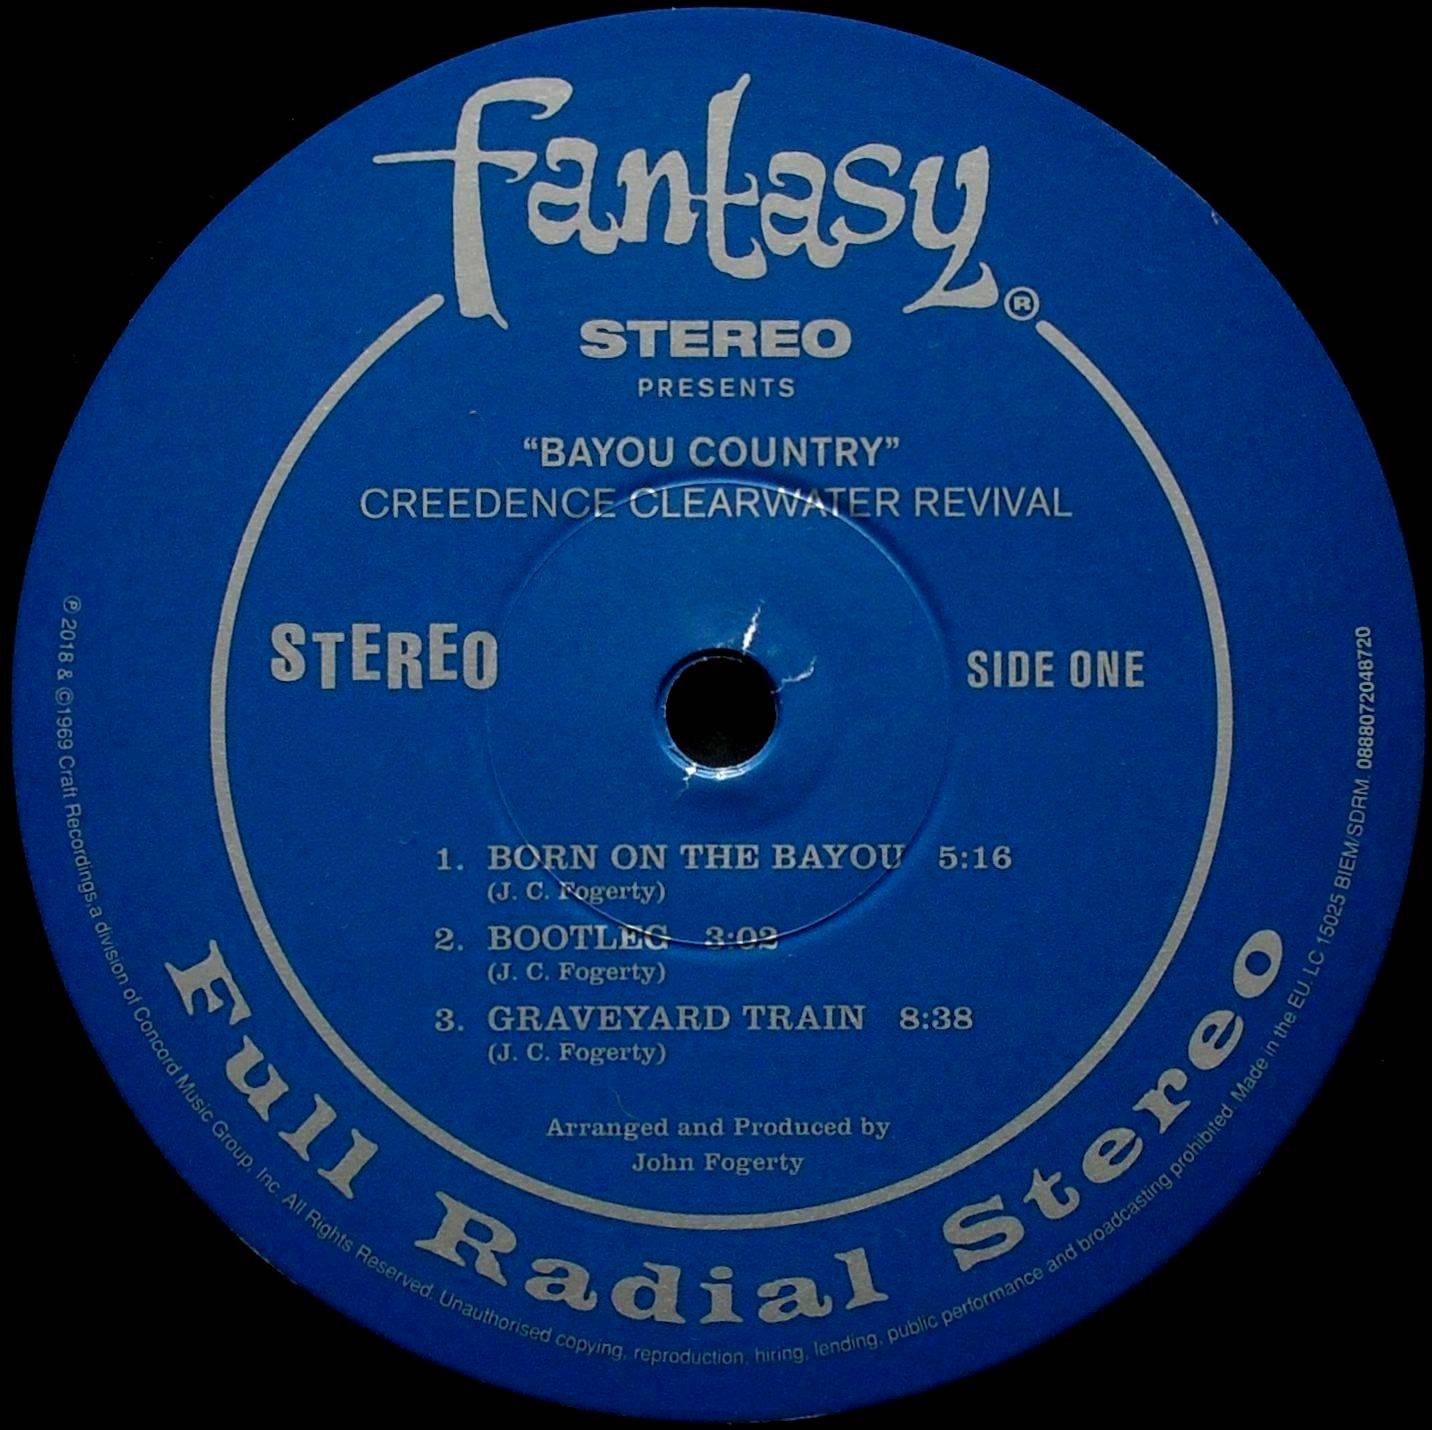 fantasy®
STEREO
PRESENTS
“BAYOU COUNTRY”
CREEDENCE CLEARWATER REVIVAL
STEREO
SIDE ONE
1. BORN ON THE BAYOU 5:16
(J. C. Fogerty)
2. BOOTLEG 3:02
(J. C. Fogerty)
3. GRAVEYARD TRAIN 8:38
(J. C. Fogerty)
Arranged and Produced by
John Fogerty
Full Radial Stereo
℗2018 & ©1969 Craft Recordings,a division of Concord Music Group, Inc. All Rights Reserved. Unauthorised copying, reproduction, hiring, lending, public performance and broadcasting prohibited. Made in the EU. LC 15025 BIEM/SDRM. 0888072048720